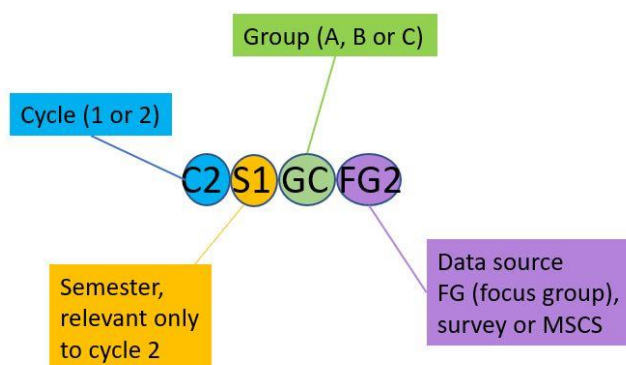 Group (A, B or C)
Cycle (1 or 2)
C2 S1 GC FG2
Semester,
relevant only
to cycle 2
Data source
FG (focus group),
survey or MSCS